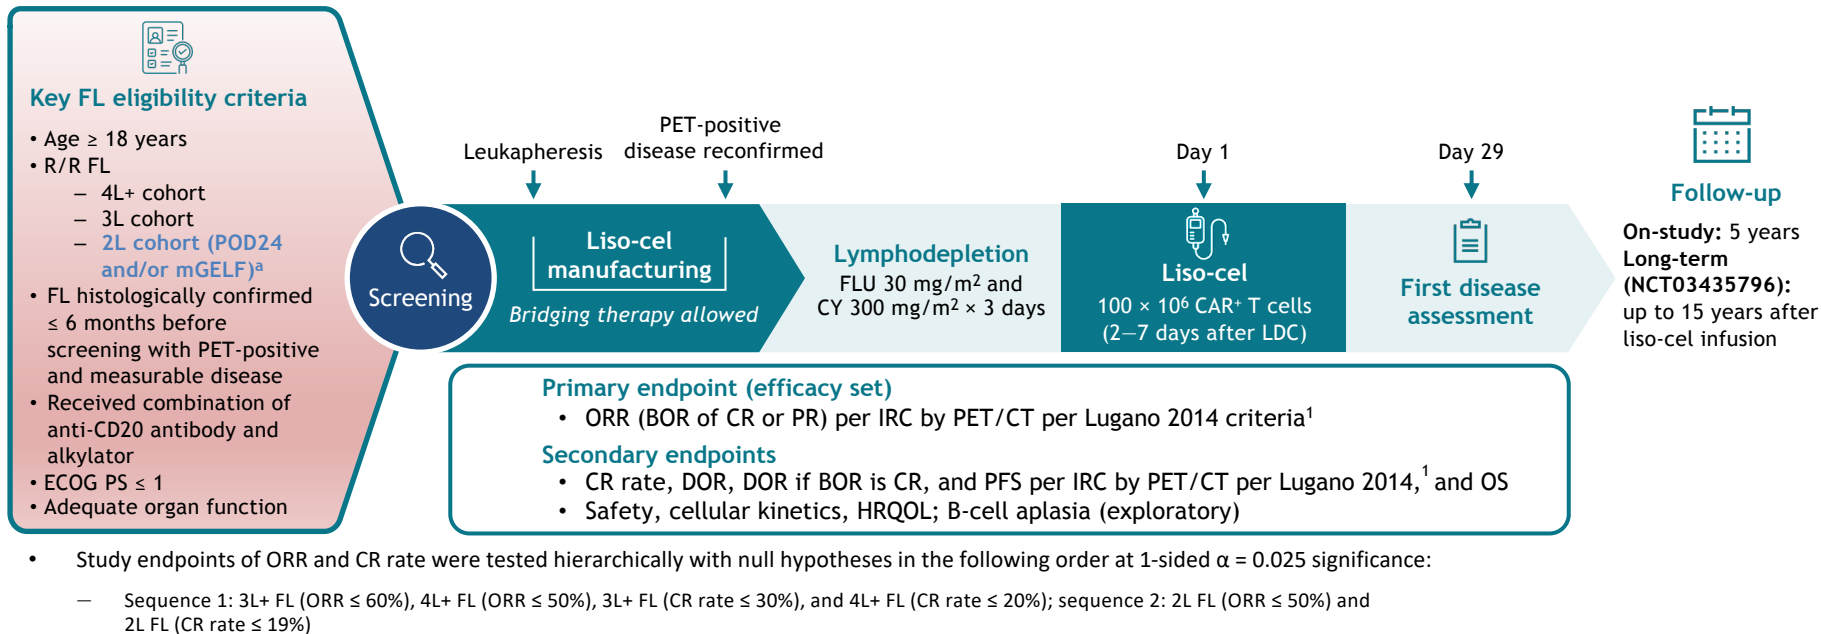 Key FL eligibility criteria
• Age ≥ 18 years
• R/R FL
– 4L+ cohort
– 3L cohort
– 2L cohort (POD24
and/or mGELF)ᵃ
• FL histologically confirmed
≤ 6 months before
screening with PET-positive
and measurable disease
• Received combination of
anti-CD20 antibody and
alkylator
• ECOG PS ≤ 1
• Adequate organ function
Screening
Leukapheresis
PET-positive
disease reconfirmed
Liso-cel
manufacturing
Bridging therapy allowed
Lymphodepletion
FLU 30 mg/m² and
CY 300 mg/m² × 3 days
Day 1
Liso-cel
100 × 10⁶ CAR⁺ T cells
(2–7 days after LDC)
Day 29
First disease
assessment
Follow-up
On-study: 5 years
Long-term
(NCT03435796):
up to 15 years after
liso-cel infusion
Primary endpoint (efficacy set)
• ORR (BOR of CR or PR) per IRC by PET/CT per Lugano 2014 criteria¹
Secondary endpoints
• CR rate, DOR, DOR if BOR is CR, and PFS per IRC by PET/CT per Lugano 2014,¹ and OS
• Safety, cellular kinetics, HRQOL; B-cell aplasia (exploratory)
• Study endpoints of ORR and CR rate were tested hierarchically with null hypotheses in the following order at 1-sided α = 0.025 significance:
— Sequence 1: 3L+ FL (ORR ≤ 60%), 4L+ FL (ORR ≤ 50%), 3L+ FL (CR rate ≤ 30%), and 4L+ FL (CR rate ≤ 20%); sequence 2: 2L FL (ORR ≤ 50%) and
2L FL (CR rate ≤ 19%)